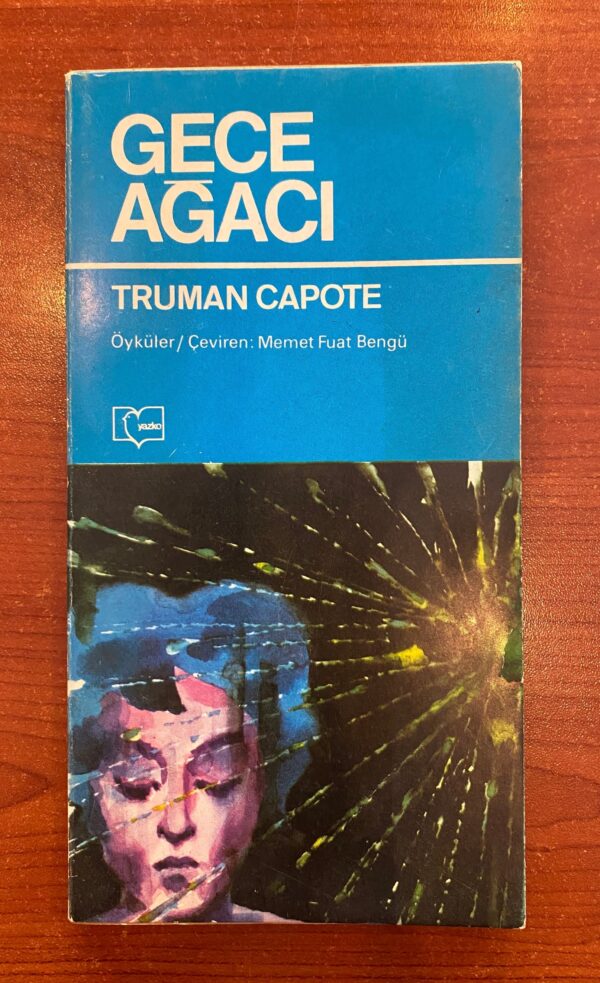 GECE
AĞACI
TRUMAN CAPOTE
Öyküler / Çeviren: Memet Fuat Bengü
yazko